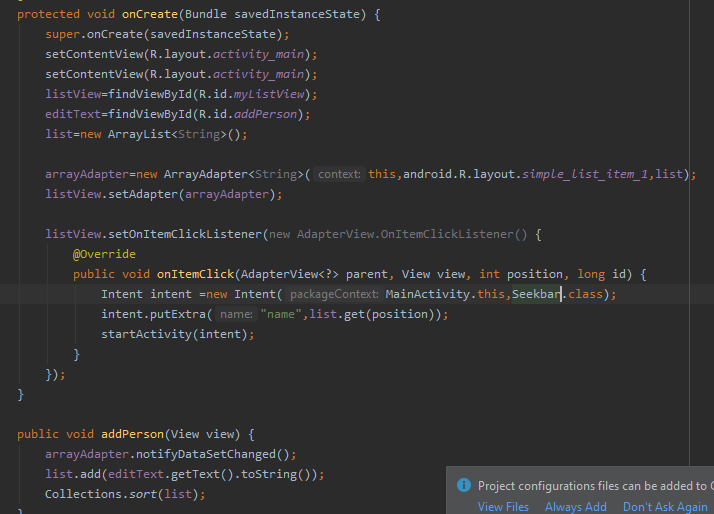 protected void onCreate(Bundle savedInstanceState) {
super.onCreate(savedInstanceState);
setContentView(R.layout.activity_main);
setContentView(R.layout.activity_main);
listView=findViewById(R.id.myListView);
editText=findViewById(R.id.addPerson);
list=new ArrayList<String>();
arrayAdapter=new ArrayAdapter<String>( context: this,android.R.layout.simple_list_item_1,list);
listView.setAdapter(arrayAdapter);
listView.setOnItemClickListener(new AdapterView.OnItemClickListener() {
@Override
public void onItemClick(AdapterView<?> parent, View view, int position, long id) {
Intent intent =new Intent( packageContext: MainActivity.this,Seekbar.class);
intent.putExtra( name: "name",list.get(position));
startActivity(intent);
}
});
}
public void addPerson(View view) {
arrayAdapter.notifyDataSetChanged();
list.add(editText.getText().toString());
Collections.sort(list);
Project configurations files can be added to
View Files Always Add Don't Ask Again